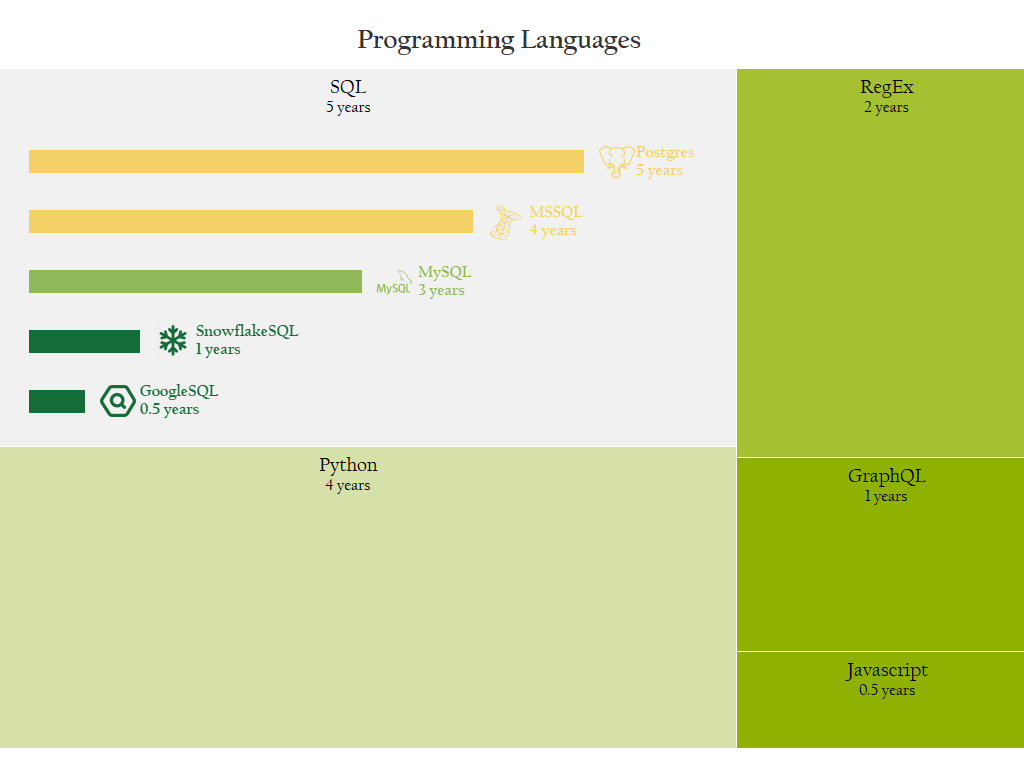 Programming Languages
SQL
5 years
Postgres
5 years
MSSQL
4 years
MySQL
MySQL
3 years
SnowflakeSQL
1 years
GoogleSQL
0.5 years
Python
4 years
RegEx
2 years
GraphQL
1 years
Javascript
0.5 years